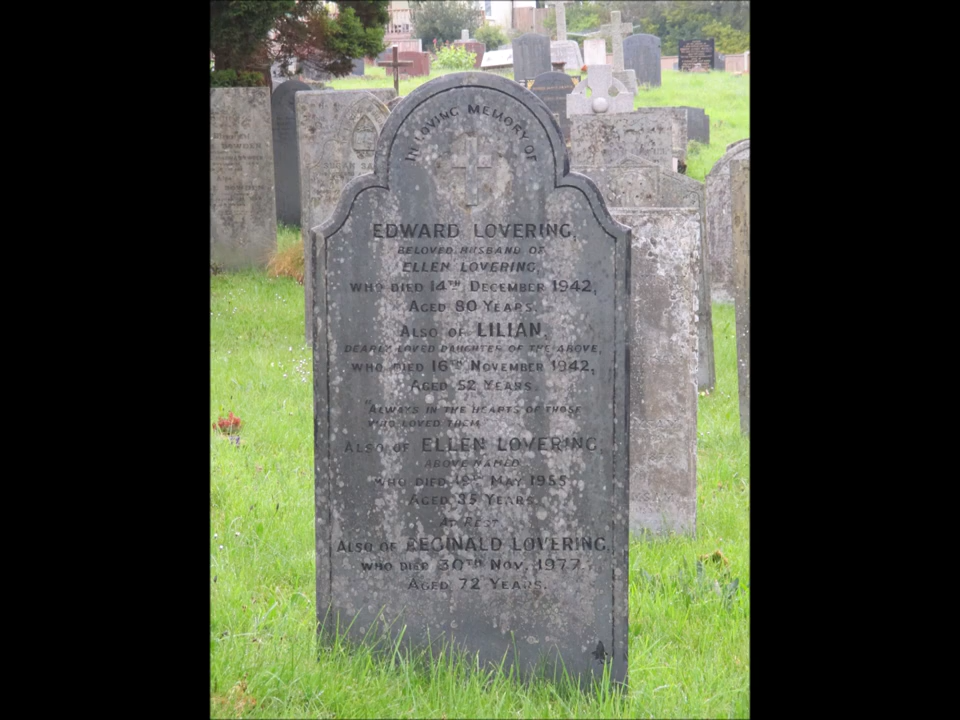 IN LOVING MEMORY OF
EDWARD LOVERING,
BELOVED HUSBAND OF
ELLEN LOVERING,
WHO DIED 14TH DECEMBER 1942,
AGED 80 YEARS.
ALSO OF LILIAN,
DEARLY LOVED DAUGHTER OF THE ABOVE,
WHO DIED 16TH NOVEMBER 1942,
AGED 52 YEARS.
"ALWAYS IN THE HEARTS OF THOSE
WHO LOVED THEM
ALSO OF ELLEN LOVERING
ABOVE NAMED
WHO DIED MAY 1955
AGED YEARS.
AT REST
ALSO OF REGINALD LOVERING,
WHO DIED 30TH NOV. 1977.
AGED 72 YEARS.